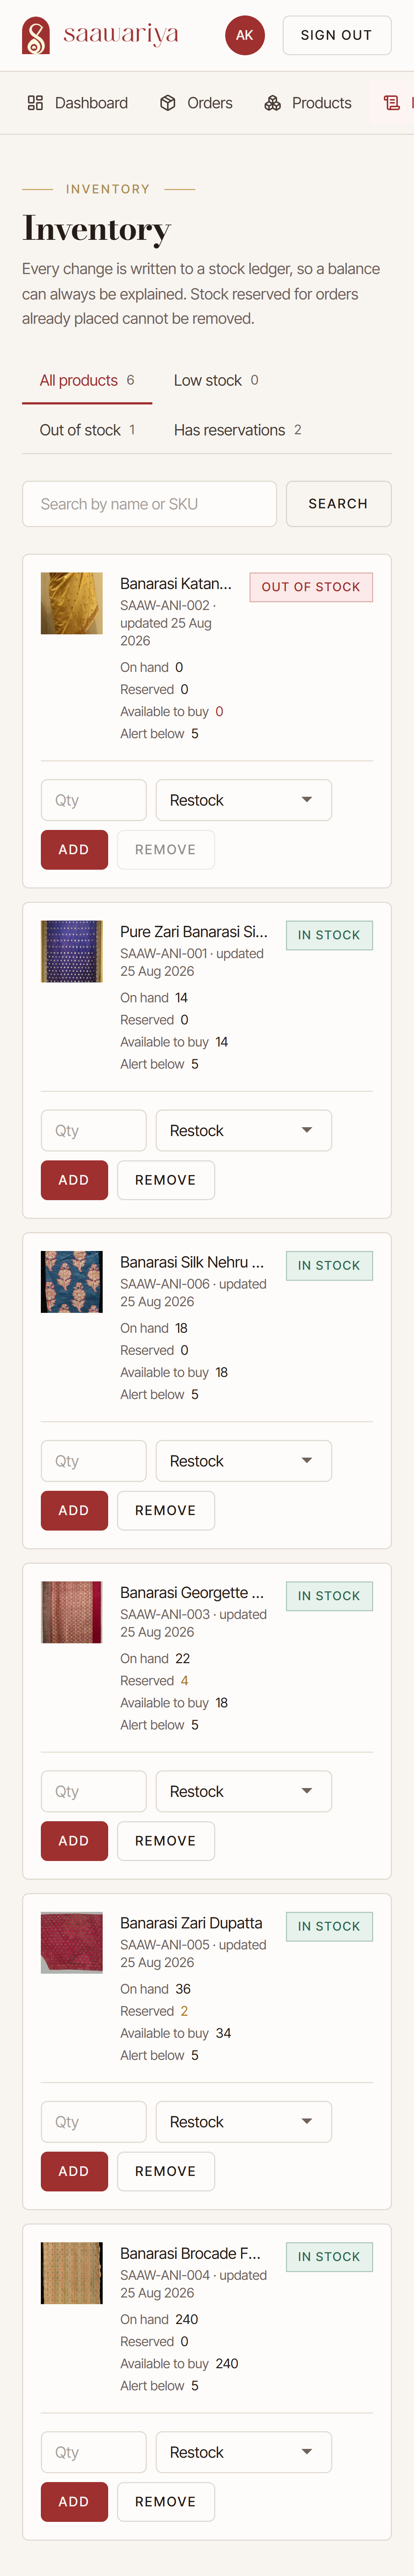 saawariya
AK
SIGN OUT
Dashboard
Orders
Products
INVENTORY
Inventory
Every change is written to a stock ledger, so a balance
can always be explained. Stock reserved for orders
already placed cannot be removed.
All products 6
Low stock 0
Out of stock 1
Has reservations 2
Search by name or SKU
SEARCH
Banarasi Katan...
OUT OF STOCK
SAAW-ANI-002 ·
updated 25 Aug
2026
On hand 0
Reserved 0
Available to buy 0
Alert below 5
Qty
Restock
ADD
REMOVE
Pure Zari Banarasi Si...
IN STOCK
SAAW-ANI-001 · updated
25 Aug 2026
On hand 14
Reserved 0
Available to buy 14
Alert below 5
Qty
Restock
ADD
REMOVE
Banarasi Silk Nehru ...
IN STOCK
SAAW-ANI-006 · updated
25 Aug 2026
On hand 18
Reserved 0
Available to buy 18
Alert below 5
Qty
Restock
ADD
REMOVE
Banarasi Georgette ...
IN STOCK
SAAW-ANI-003 · updated
25 Aug 2026
On hand 22
Reserved 4
Available to buy 18
Alert below 5
Qty
Restock
ADD
REMOVE
Banarasi Zari Dupatta
IN STOCK
SAAW-ANI-005 · updated
25 Aug 2026
On hand 36
Reserved 2
Available to buy 34
Alert below 5
Qty
Restock
ADD
REMOVE
Banarasi Brocade F...
IN STOCK
SAAW-ANI-004 · updated
25 Aug 2026
On hand 240
Reserved 0
Available to buy 240
Alert below 5
Qty
Restock
ADD
REMOVE